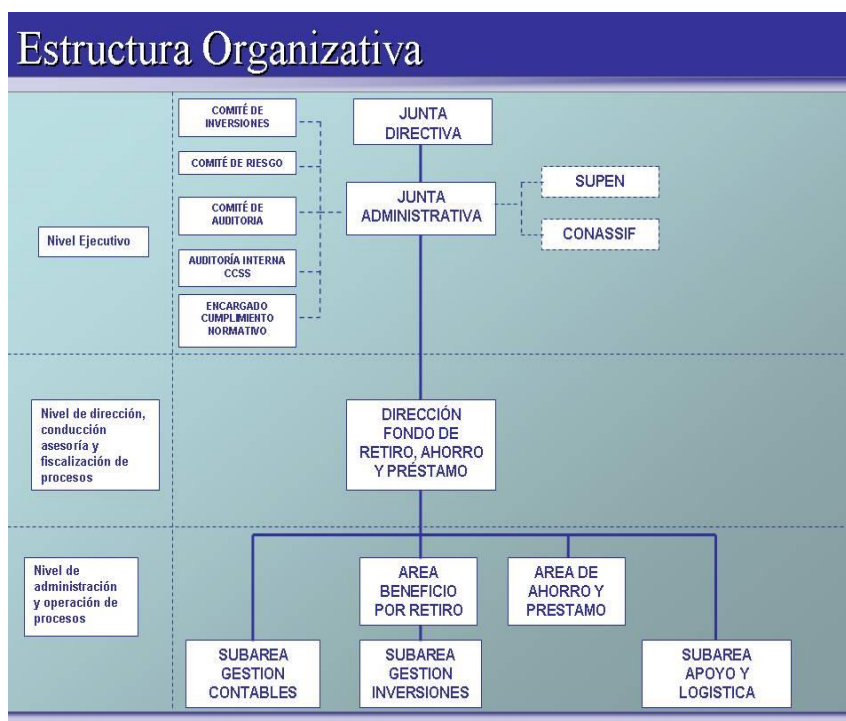 Estructura Organizativa
COMITÉ DE
INVERSIONES
JUNTA
DIRECTIVA
COMITÉ DE RIESGO
SUPEN
JUNTA
ADMINISTRATIVA
COMITÉ DE
AUDITORIA
CONASSIF
Nivel Ejecutivo
AUDITORÍA INTERNA
CCSS
ENCARGADO
CUMPLIMIENTO
NORMATIVO
Nivel de dirección,
conducción
asesoría y
fiscalización de
procesos
DIRECCIÓN
FONDO DE
RETIRO, AHORRO
Y PRÉSTAMO
Nivel de
administración
y operación de
procesos
AREA
BENEFICIO
POR RETIRO
AREA DE
AHORRO Y
PRESTAMO
SUBAREA
GESTION
CONTABLES
SUBAREA
GESTION
INVERSIONES
SUBAREA
APOYO Y
LOGISTICA